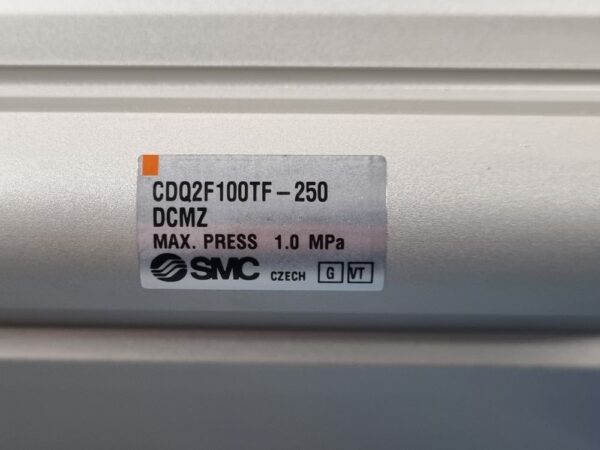 CDQ2F100TF-250
DCMZ
MAX. PRESS 1.0 MPa
SMC CZECH G VT